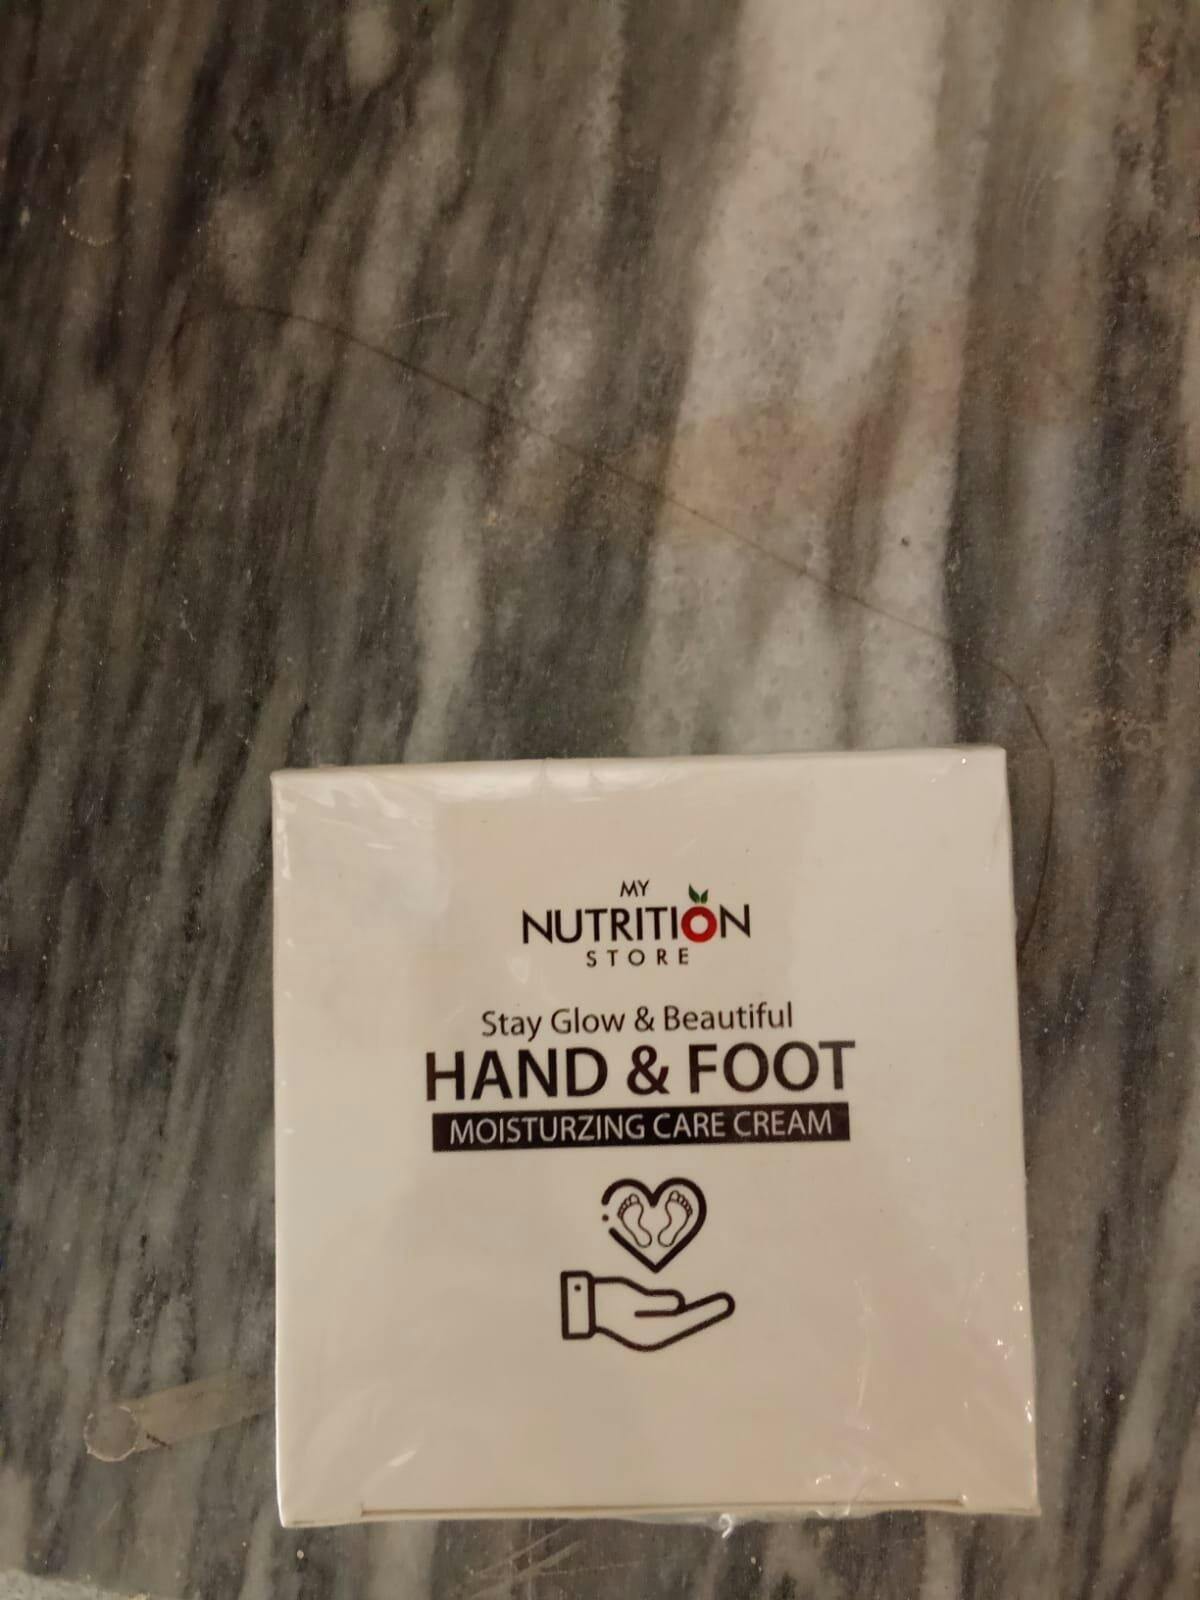 MY
NUTRITION
STORE
Stay Glow & Beautiful
HAND & FOOT
MOISTURZING CARE CREAM